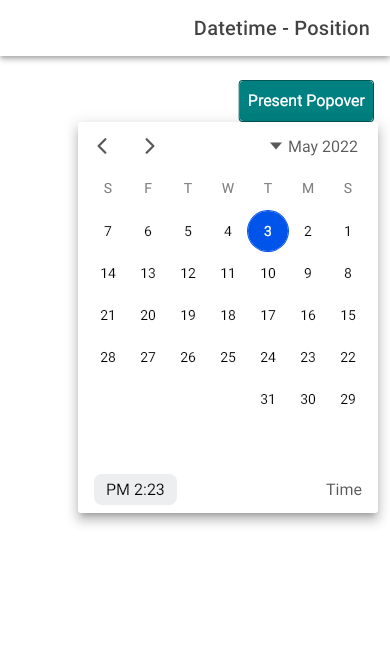 Datetime - Position
Present Popover
May 2022
S F T W T M S
7 6 5 4 3 2 1
14 13 12 11 10 9 8
21 20 19 18 17 16 15
28 27 26 25 24 23 22
31 30 29
PM 2:23 Time